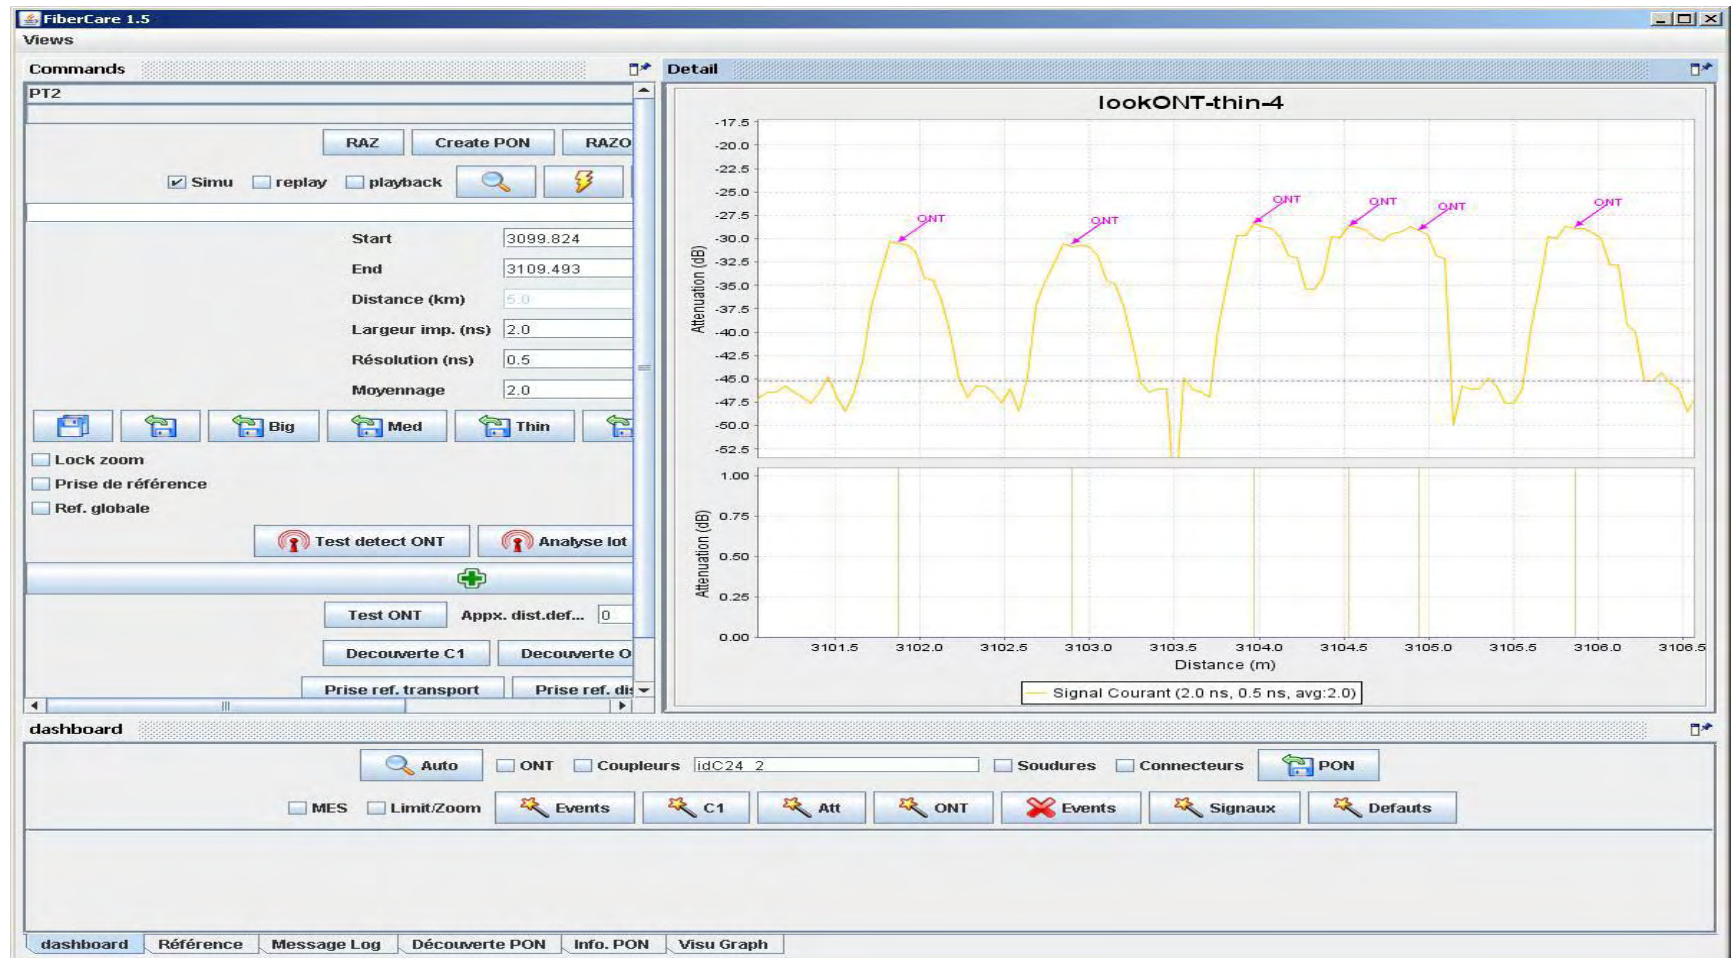 FiberCare 1.5
Views
Commands
PT2
RAZ Create PON RAZO
Simu replay playback
Start 3099.824
End 3109.493
Distance (km) 5.0
Largeur imp. (ns) 2.0
Résolution (ns) 0.5
Moyennage 2.0
Big Med Thin
Lock zoom
Prise de référence
Ref. globale
Test detect ONT Analyse lot
Test ONT Appx. dist.def... 0
Decouverte C1 Decouverte O
Prise ref. transport Prise ref. dis
Detail
lookONT-thin-4
Attenuation (dB)
-17.5
-20.0
-22.5
-25.0
-27.5
-30.0
-32.5
-35.0
-37.5
-40.0
-42.5
-45.0
-47.5
-50.0
-52.5
ONT ONT ONT ONT ONT ONT
Attenuation (dB)
1.00
0.75
0.50
0.25
0.00
3101.5 3102.0 3102.5 3103.0 3103.5 3104.0 3104.5 3105.0 3105.5 3106.0 3106.5
Distance (m)
Signal Courant (2.0 ns, 0.5 ns, avg:2.0)
dashboard
Auto ONT Coupleurs idC24_2 Soudures Connecteurs PON
MES Limit/Zoom Events C1 Att ONT Events Signaux Defauts
dashboard Référence Message Log Découverte PON Info. PON Visu Graph